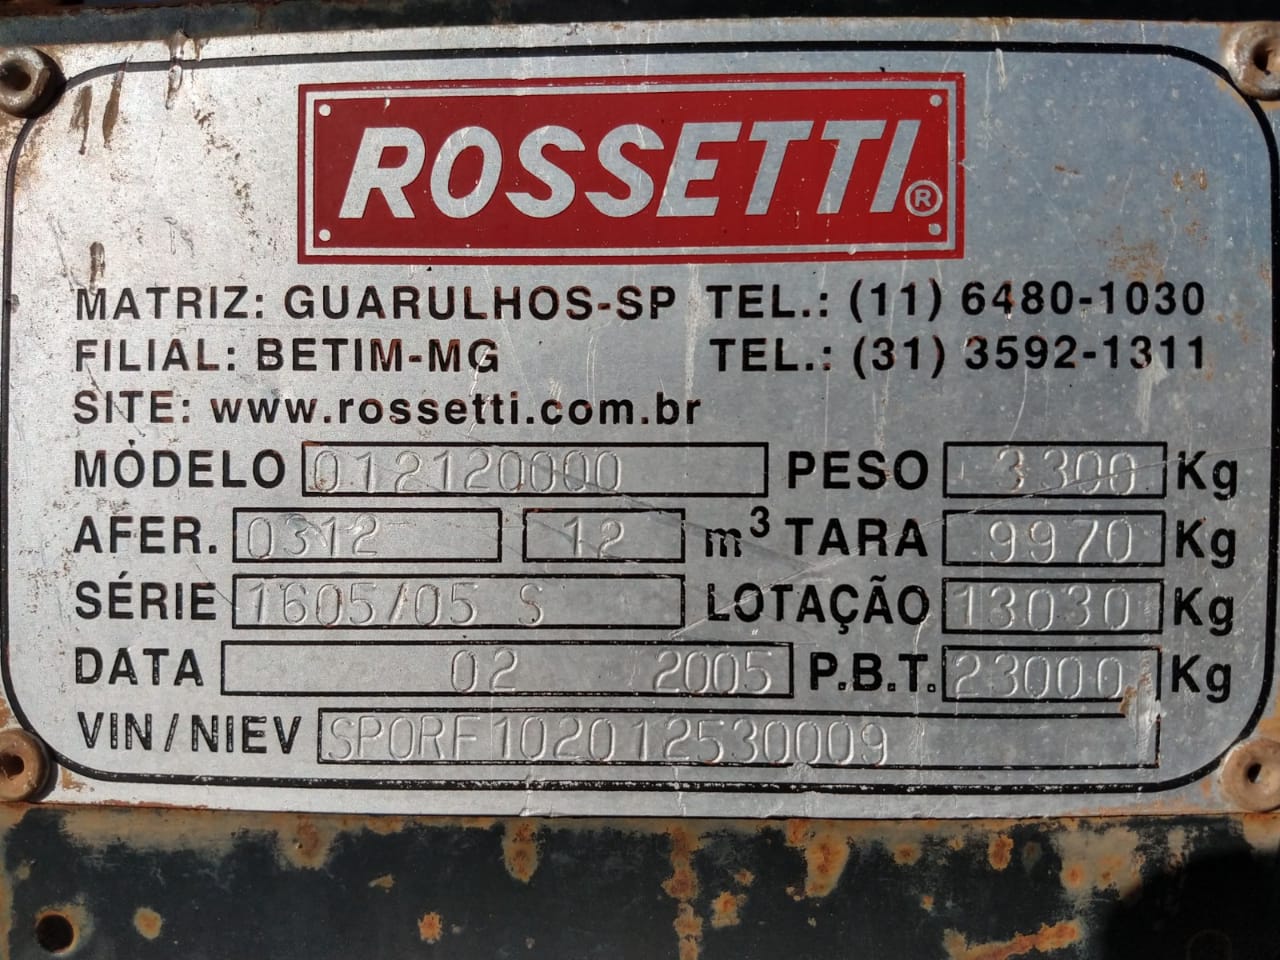 ROSSETTI®
MATRIZ: GUARULHOS-SP TEL.: (11) 6480-1030
FILIAL: BETIM-MG TEL.: (31) 3592-1311
SITE: www.rossetti.com.br
MODELO 012120000 PESO 3300 Kg
AFER. 0312 12 m³ TARA 9970 Kg
SÉRIE 1605/05 S LOTAÇÃO 13030 Kg
DATA 02 2005 P.B.T. 23000 Kg
VIN/NIEV SPORF102012530009